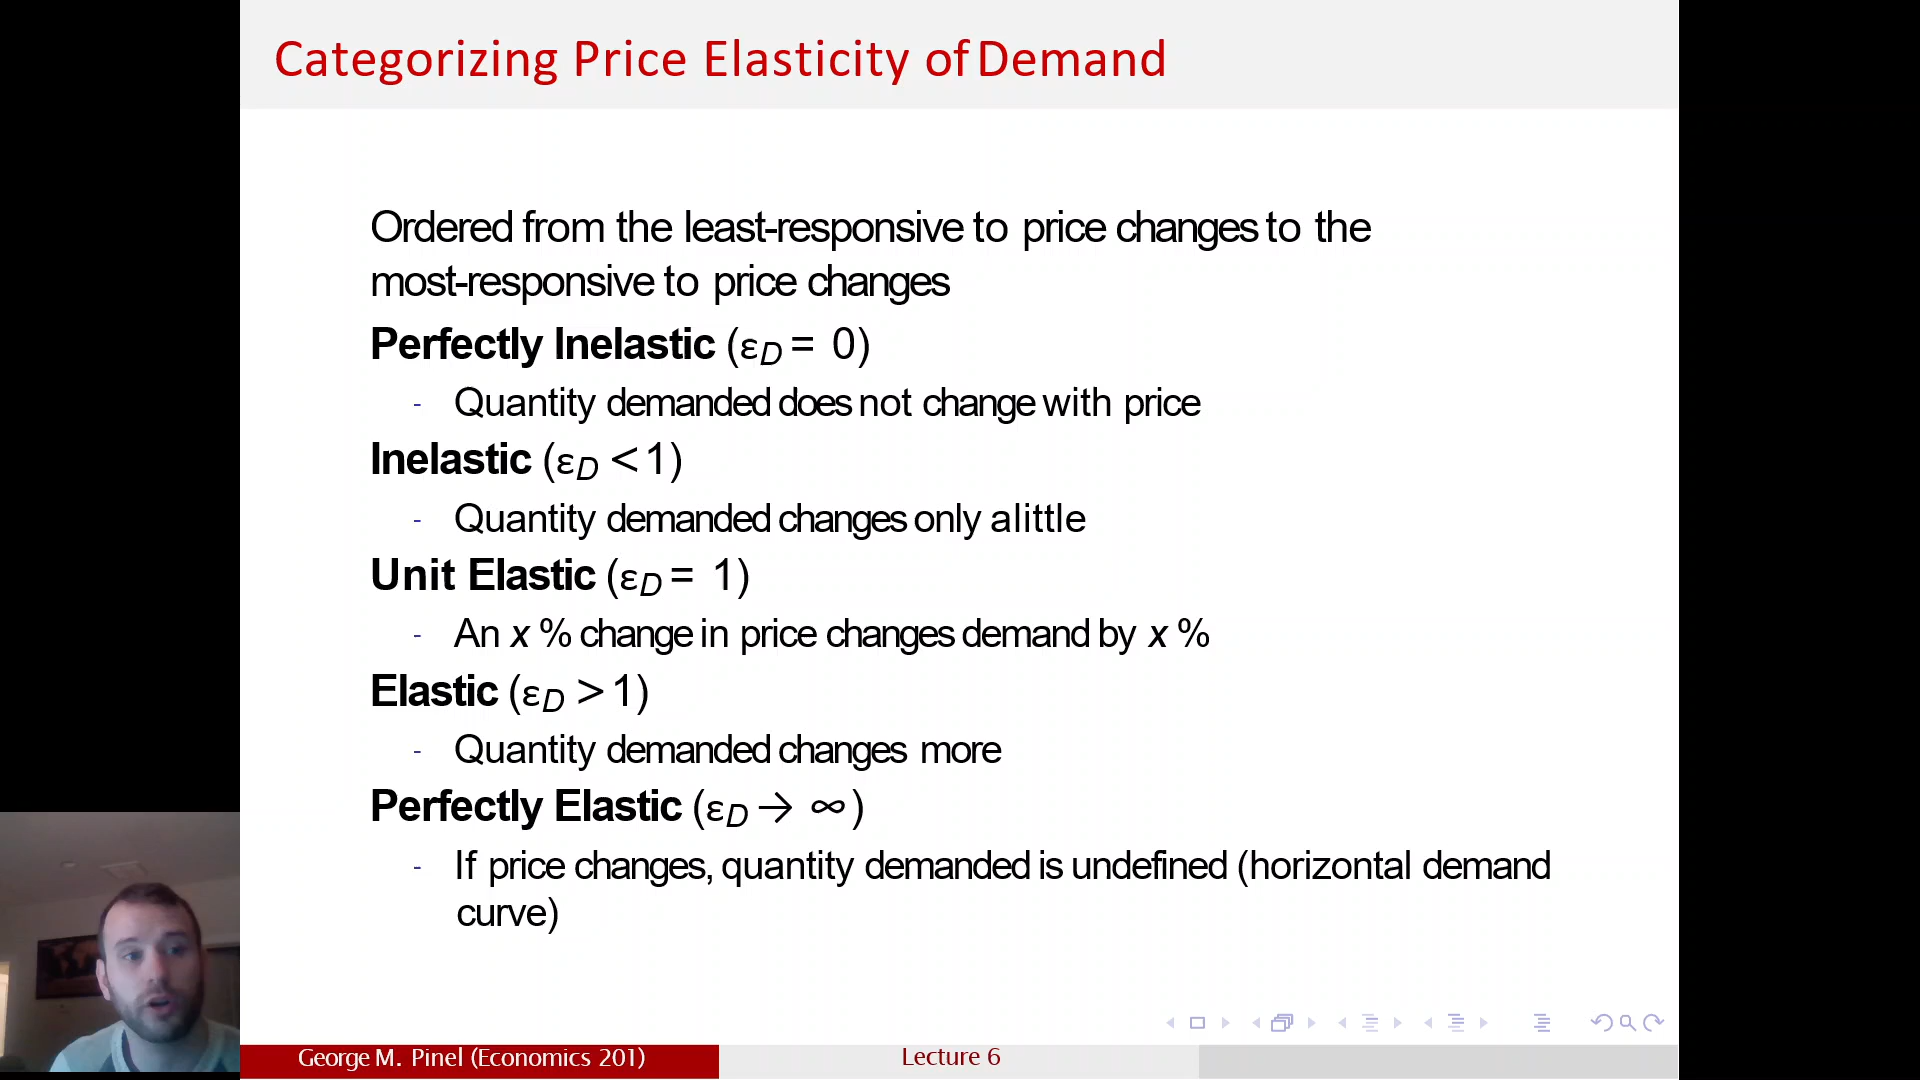 Categorizing Price Elasticity of Demand
Ordered from the least-responsive to price changes to the
most-responsive to price changes
Perfectly Inelastic (εD = 0)
- Quantity demanded does not change with price
Inelastic (εD < 1)
- Quantity demanded changes only alittle
Unit Elastic (εD = 1)
- An x % change in price changes demand by x %
Elastic (εD > 1)
- Quantity demanded changes more
Perfectly Elastic (εD → ∞)
- If price changes, quantity demanded is undefined (horizontal demand
curve)
George M. Pinel (Economics 201)
Lecture 6